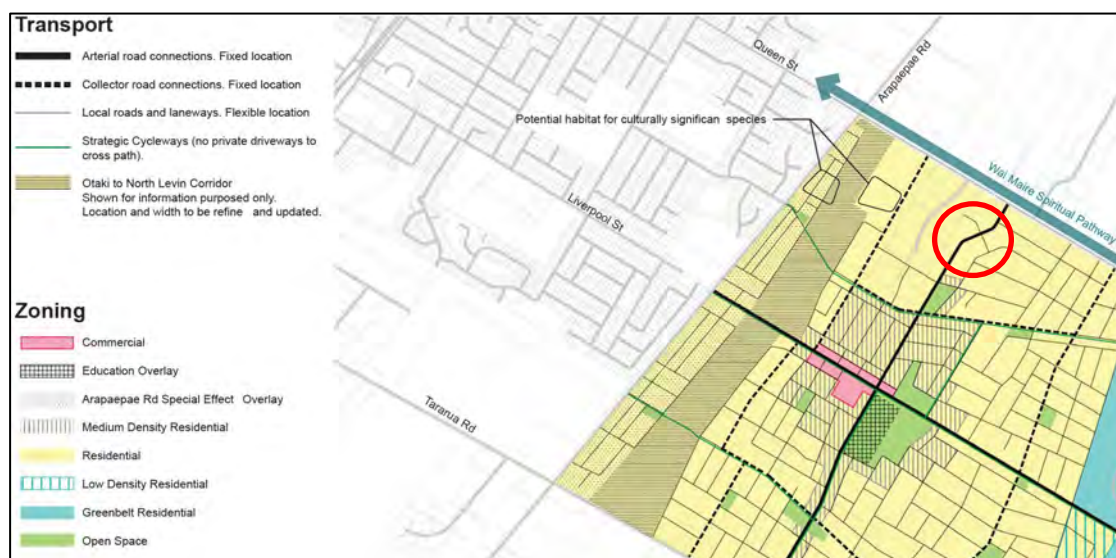 Transport
Arterial road connections. Fixed location
Collector road connections. Fixed location
Local roads and laneways. Flexible location
Strategic Cycleways (no private driveways to
cross path).
Otaki to North Levin Corridor
Shown for information purposed only.
Location and width to be refine and updated.
Zoning
Commercial
Education Overlay
Arapaepae Rd Special Effect Overlay
Medium Density Residential
Residential
Low Density Residential
Greenbelt Residential
Open Space
Queen St
Arapaepae Rd
Potential habitat for culturally significan species
Wai Maire Spiritual Pathway
Liverpool St
Tararua Rd